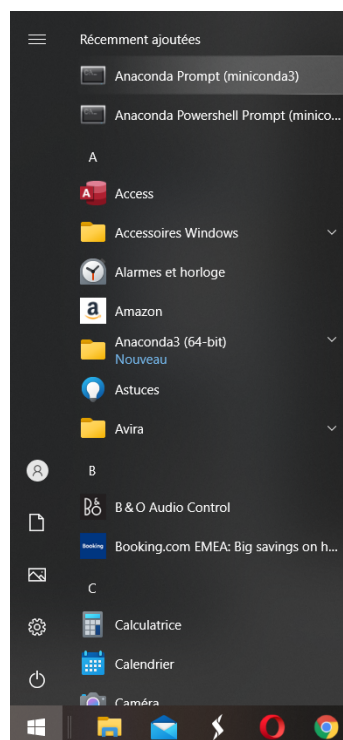 Récemment ajoutées
Anaconda Prompt (miniconda3)
Anaconda Powershell Prompt (minico...
A
Access
Accessoires Windows
Alarmes et horloge
Amazon
Anaconda3 (64-bit)
Nouveau
Astuces
Avira
B
B&O Audio Control
Booking.com EMEA: Big savings on h...
C
Calculatrice
Calendrier
Caméra